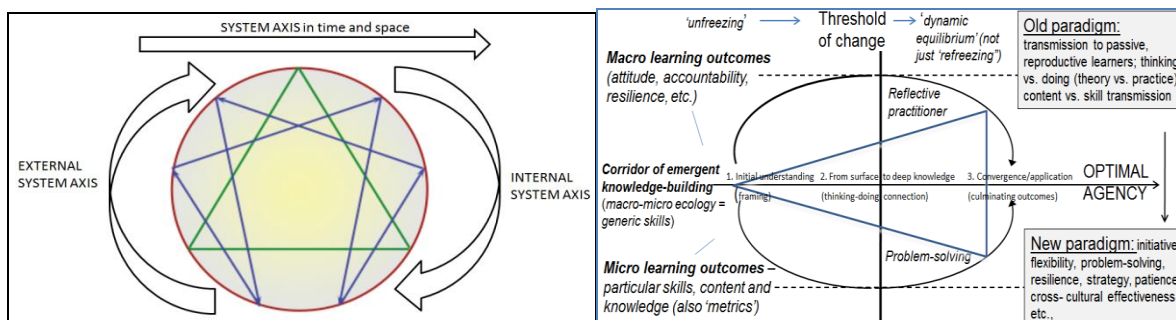 SYSTEM AXIS in time and space
EXTERNAL
SYSTEM AXIS
INTERNAL
SYSTEM AXIS
‘unfreezing’
Threshold
of change
‘dynamic
equilibrium’ (not
just ‘refreezing”)
Old paradigm:
transmission to passive,
reproductive learners; thinking
vs. doing (theory vs. practice)
content vs. skill transmission
Macro learning outcomes
(attitude, accountability,
resilience, etc.)
Reflective
practitioner
Corridor of emergent
knowledge-building
(macro-micro ecology =
generic skills)
1. Initial understanding
(framing)
2. From surface to deep knowledge
(thinking-doing connection)
3. Convergence/application
(culminating outcomes)
OPTIMAL
AGENCY
Micro learning outcomes –
particular skills, content and
knowledge (also ‘metrics’)
Problem-solving
New paradigm: initiative
flexibility, problem-solving,
resilience, strategy, patience
cross- cultural effectiveness
etc.,